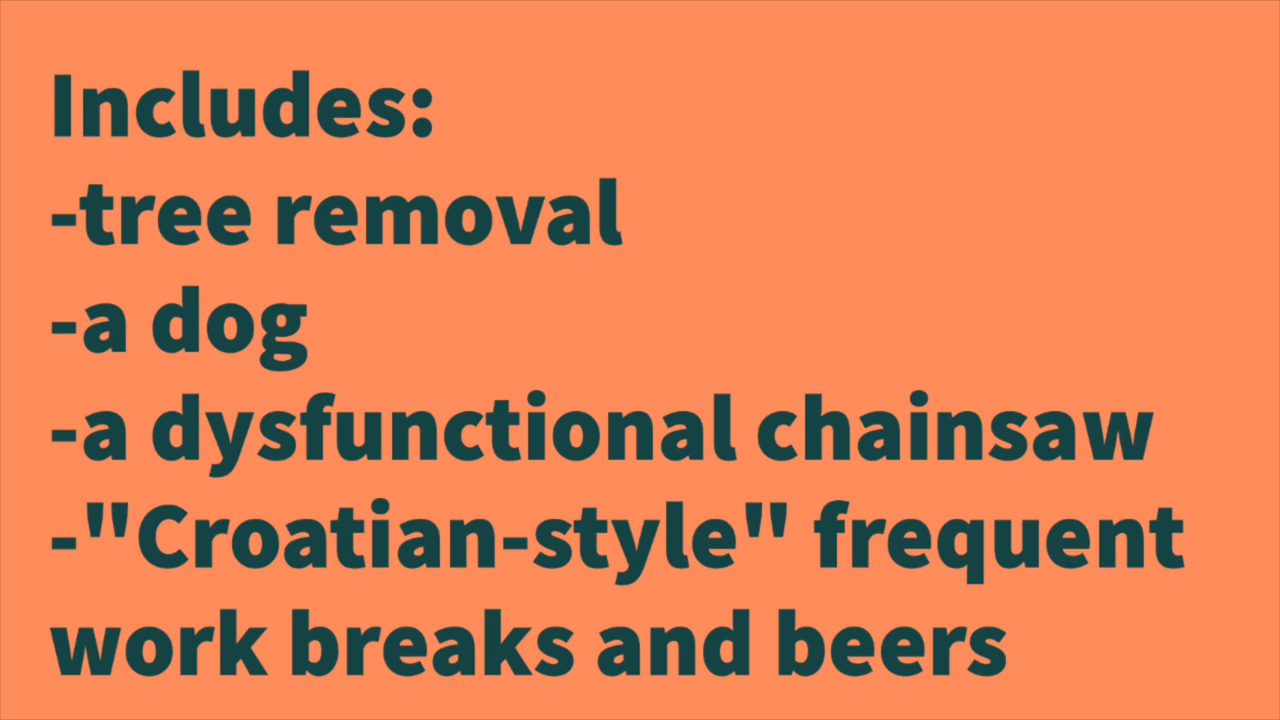 Includes:
-tree removal
-a dog
-a dysfunctional chainsaw
-"Croatian-style" frequent
work breaks and beers